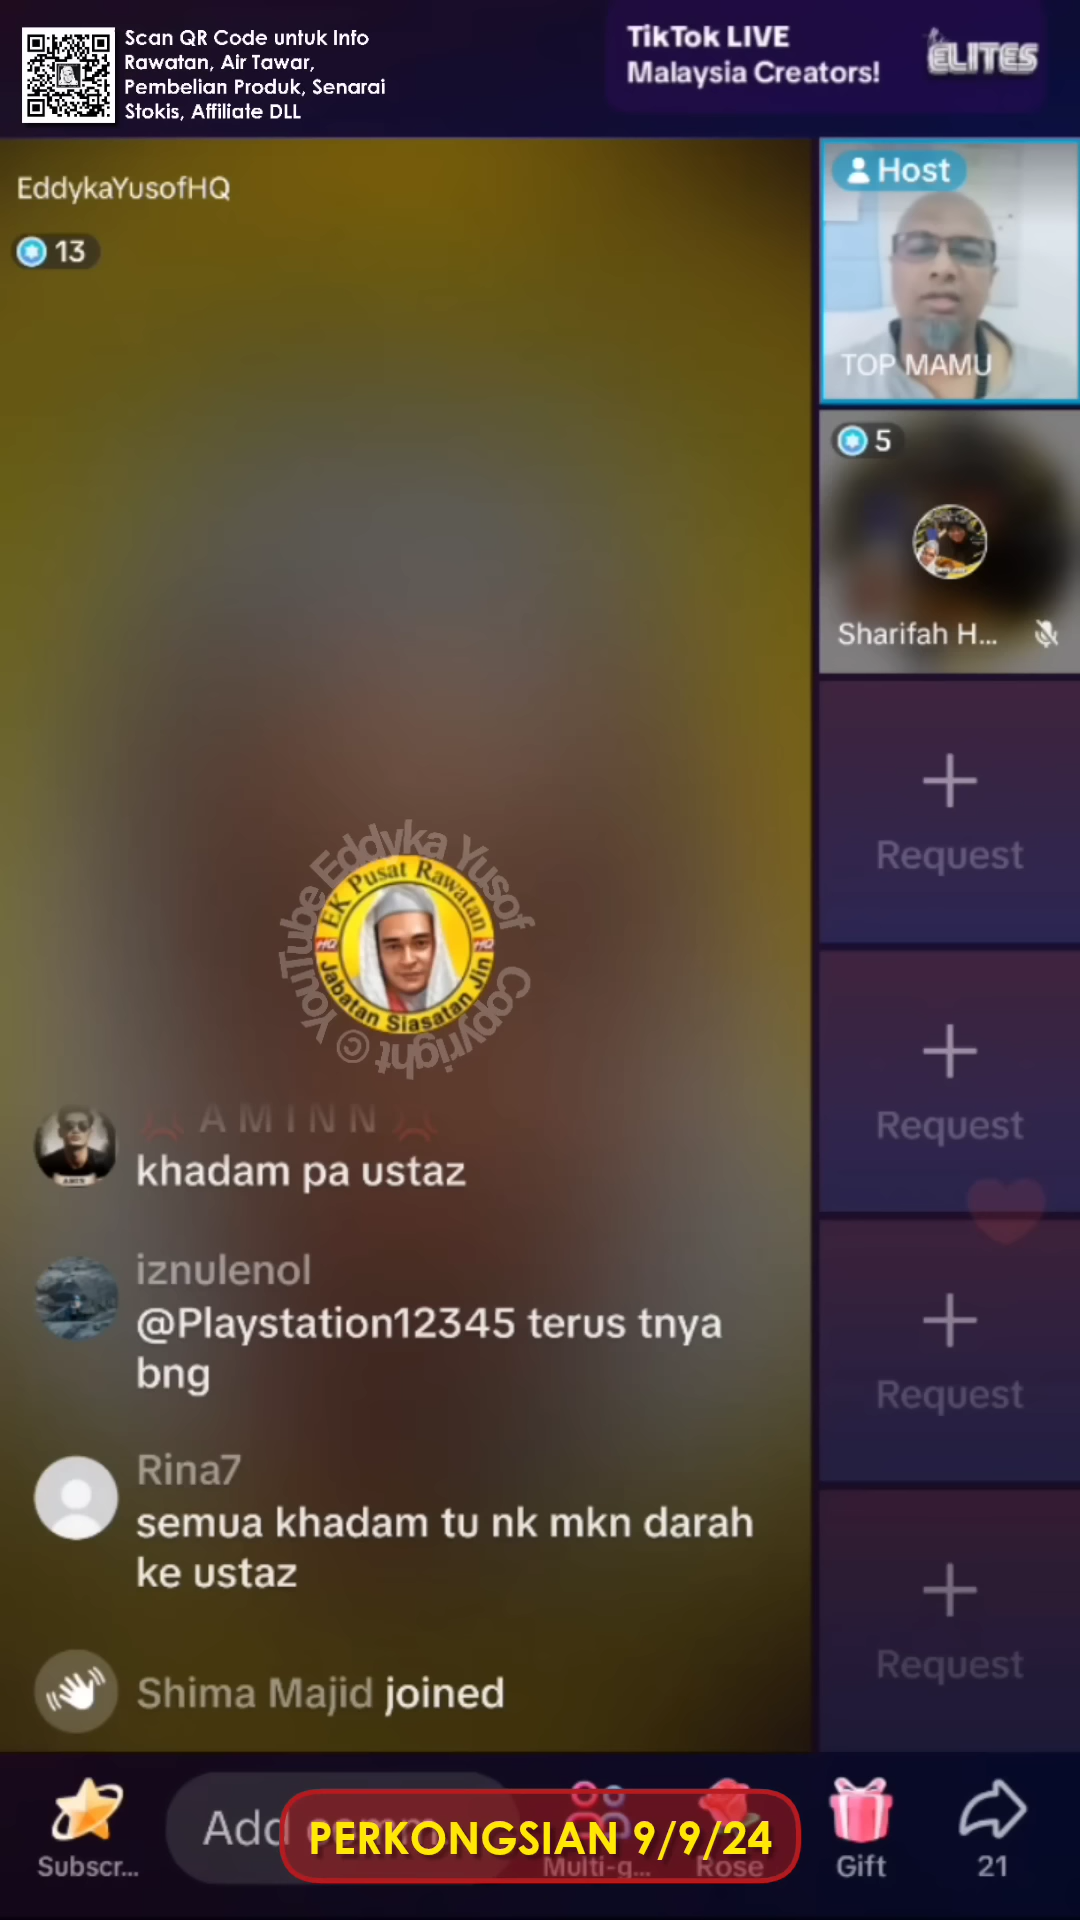 Scan QR Code untuk Info
Rawatan, Air Tawar,
Pembelian Produk, Senarai
Stokis, Affiliate DLL
TikTok LIVE
Malaysia Creators!
ELITES
EddykaYusofHQ
13
Host
TOP MAMU
5
Sharifah H...
Request
Request
Request
Request
YouTube Eddyka Yusof
Copyright ©
EK Pusat Rawatan
HQ HQ
Jabatan Siasatan Jin
A M I N N
khadam pa ustaz
iznulenol
@Playstation12345 terus tnya
bng
Rina7
semua khadam tu nk mkn darah
ke ustaz
Shima Majid joined
Add comm
PERKONGSIAN 9/9/24
Subscr...
Multi-g...
Rose
Gift
21